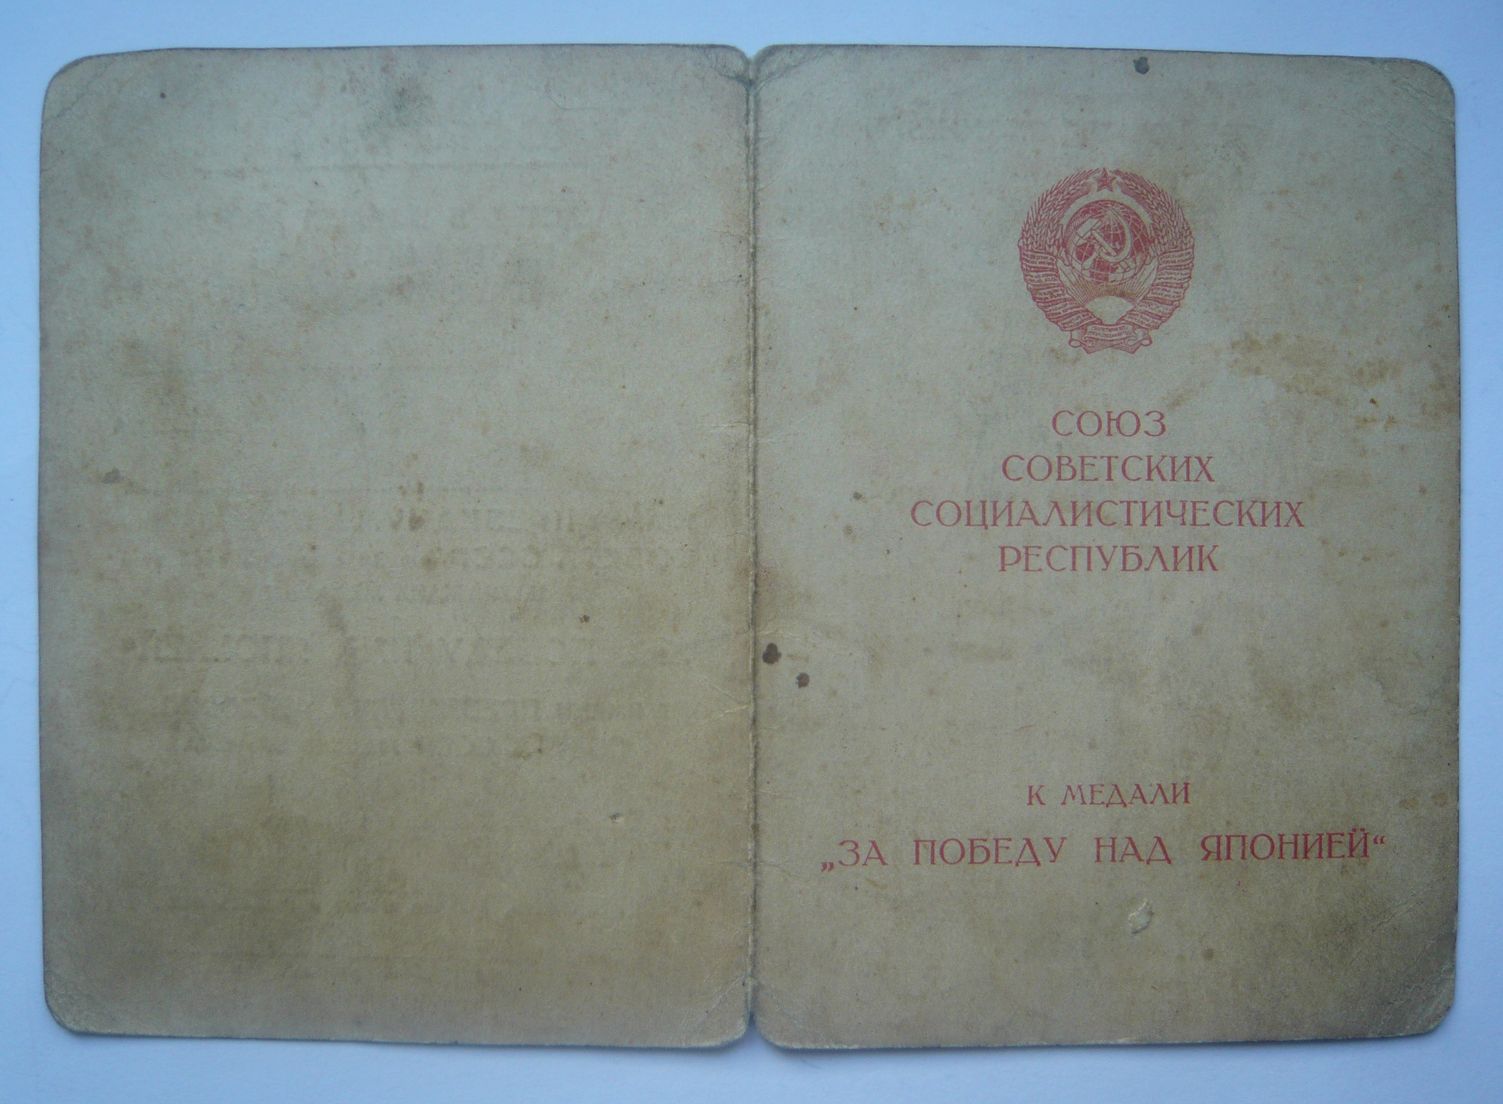 СОЮЗ
СОВЕТСКИХ
СОЦИАЛИСТИЧЕСКИХ
РЕСПУБЛИК
К МЕДАЛИ
„ЗА ПОБЕДУ НАД ЯПОНИЕЙ“